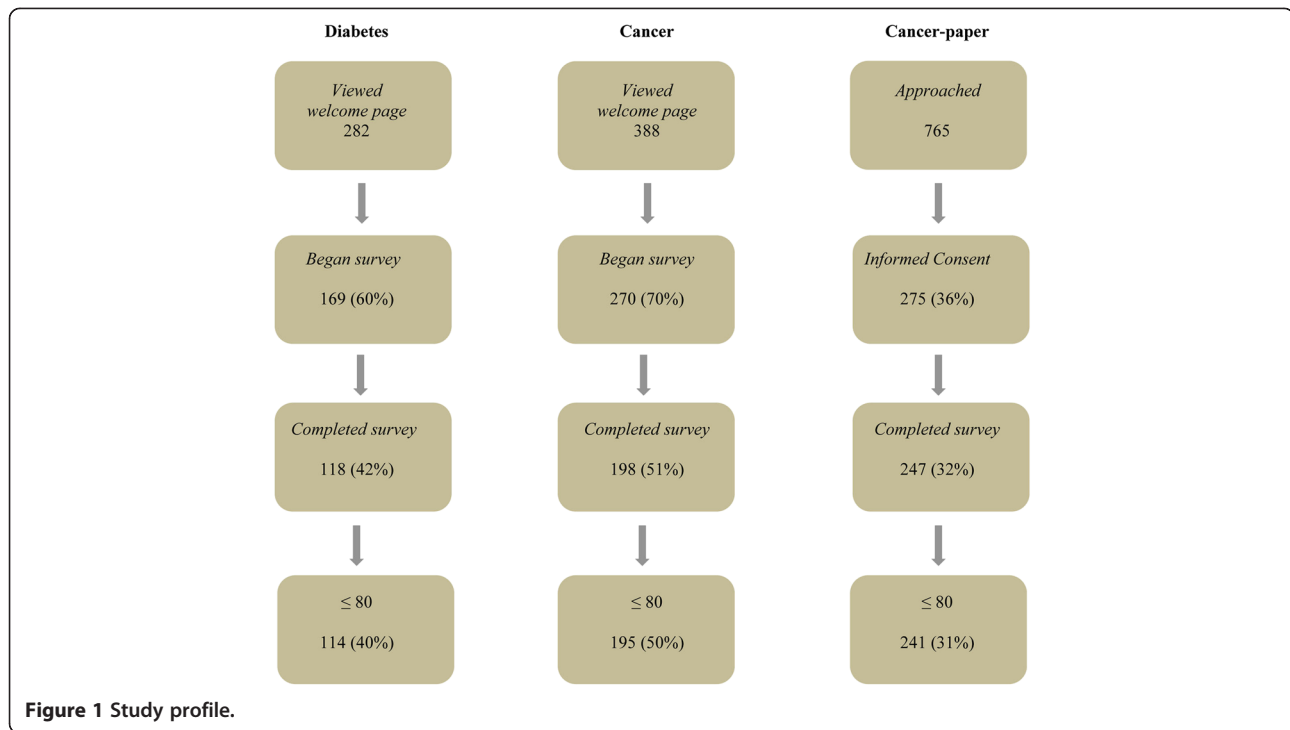 Diabetes
Cancer
Cancer-paper
Viewed
welcome page
282
Viewed
welcome page
388
Approached
765
Began survey
169 (60%)
Began survey
270 (70%)
Informed Consent
275 (36%)
Completed survey
118 (42%)
Completed survey
198 (51%)
Completed survey
247 (32%)
≤ 80
114 (40%)
≤ 80
195 (50%)
≤ 80
241 (31%)
Figure 1 Study profile.